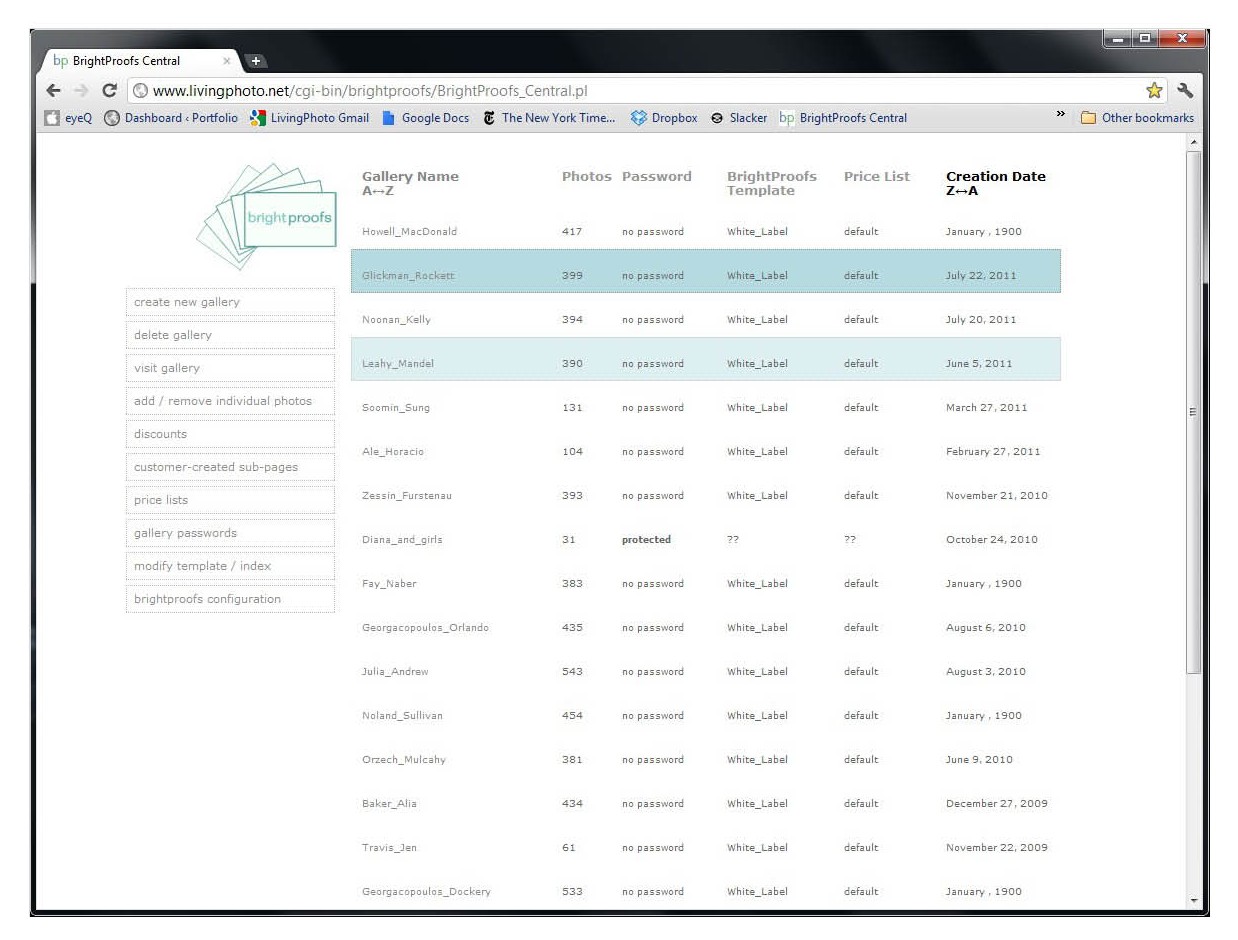 bp BrightProofs Central
www.livingphoto.net/cgi-bin/brightproofs/BrightProofs_Central.pl
eyeQ Dashboard ‹ Portfolio LivingPhoto Gmail Google Docs The New York Time... Dropbox Slacker bp BrightProofs Central » Other bookmarks
bright proofs
create new gallery
delete gallery
visit gallery
add / remove individual photos
discounts
customer-created sub-pages
price lists
gallery passwords
modify template / index
brightproofs configuration
Gallery Name Photos Password BrightProofs Price List Creation Date
A↔Z Template Z↔A
Howell_MacDonald 417 no password White_Label default January , 1900
Glickman_Rockett 399 no password White_Label default July 22, 2011
Noonan_Kelly 394 no password White_Label default July 20, 2011
Leahy_Mandel 390 no password White_Label default June 5, 2011
Soomin_Sung 131 no password White_Label default March 27, 2011
Ale_Horacio 104 no password White_Label default February 27, 2011
Zessin_Furstenau 393 no password White_Label default November 21, 2010
Diana_and_girls 31 protected ?? ?? October 24, 2010
Fay_Naber 383 no password White_Label default January , 1900
Georgacopoulos_Orlando 435 no password White_Label default August 6, 2010
Julia_Andrew 543 no password White_Label default August 3, 2010
Noland_Sullivan 454 no password White_Label default January , 1900
Orzech_Mulcahy 381 no password White_Label default June 9, 2010
Baker_Alia 434 no password White_Label default December 27, 2009
Travis_Jen 61 no password White_Label default November 22, 2009
Georgacopoulos_Dockery 533 no password White_Label default January , 1900